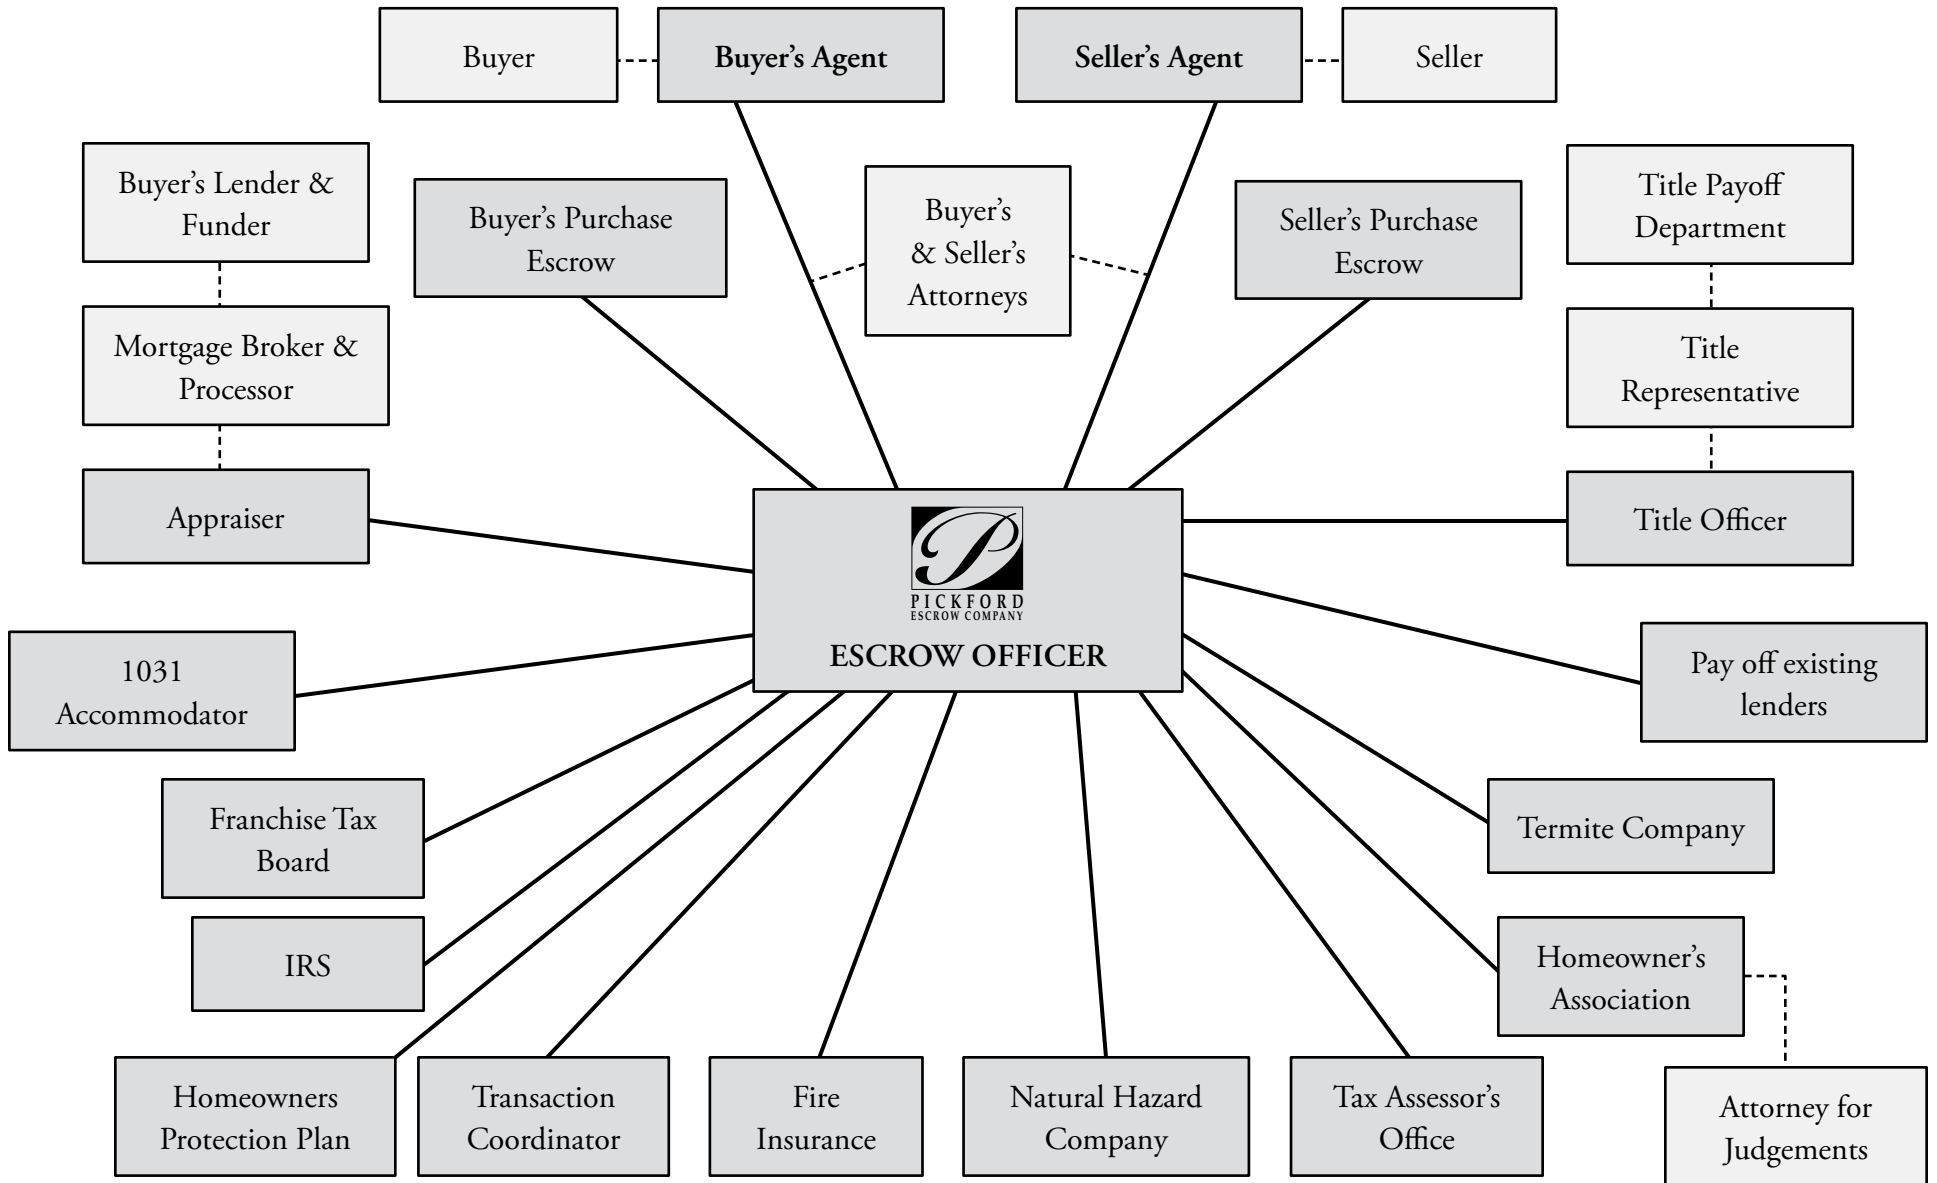 Buyer
Buyer’s Agent
Seller’s Agent
Seller
Buyer’s Lender &
Funder
Buyer’s Purchase
Escrow
Buyer’s
& Seller’s
Attorneys
Seller’s Purchase
Escrow
Title Payoff
Department
Mortgage Broker &
Processor
Title
Representative
Appraiser
Title Officer
P
PICKFORD
ESCROW COMPANY
ESCROW OFFICER
1031
Accommodator
Pay off existing
lenders
Franchise Tax
Board
Termite Company
IRS
Homeowner’s
Association
Homeowners
Protection Plan
Transaction
Coordinator
Fire
Insurance
Natural Hazard
Company
Tax Assessor’s
Office
Attorney for
Judgements